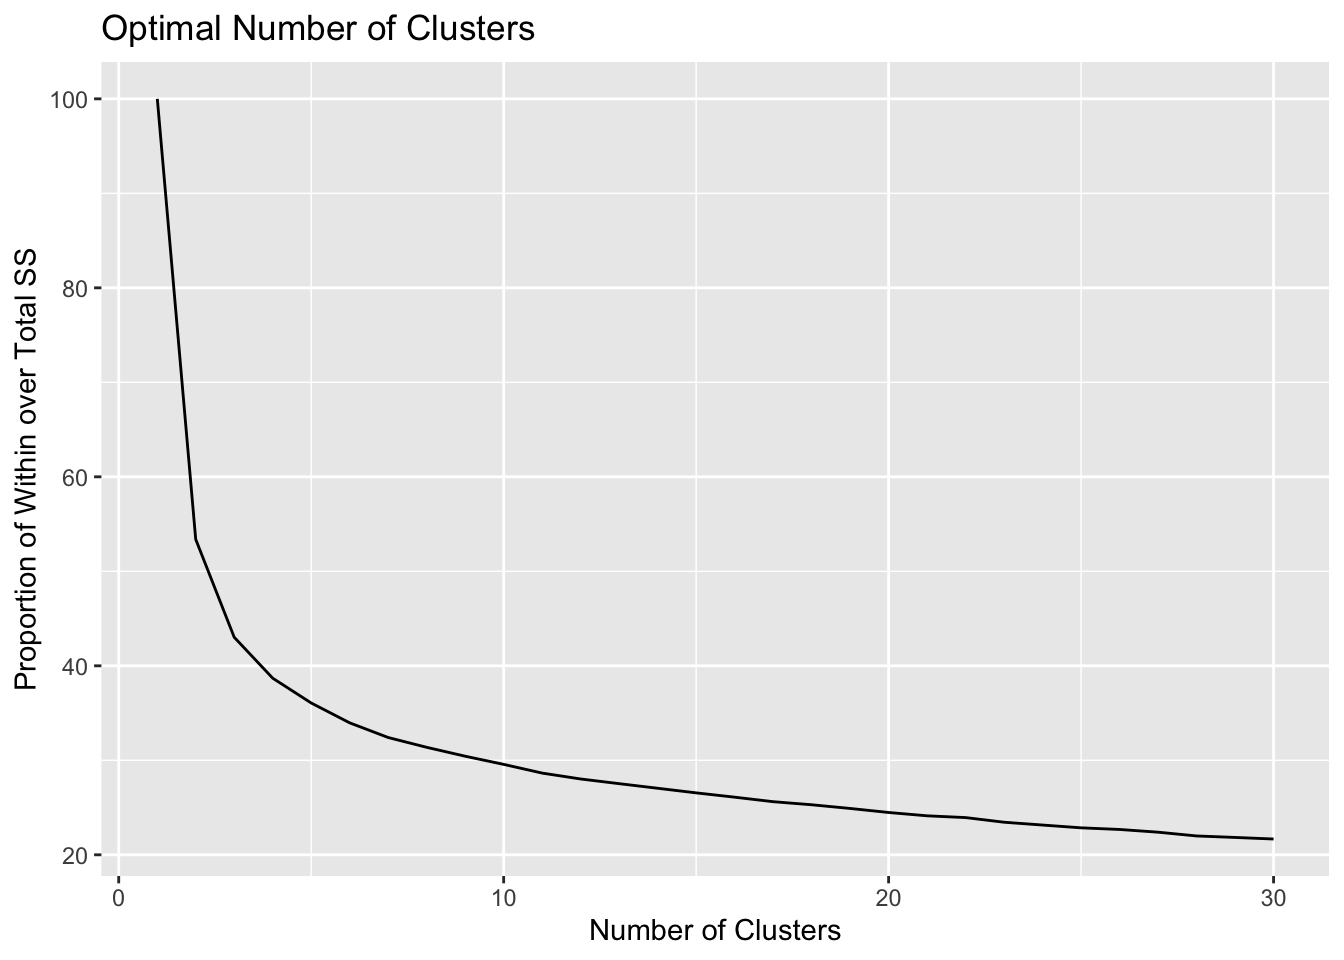 Optimal Number of Clusters
Proportion of Within over Total SS
100
80
60
40
20
0 10 20 30
Number of Clusters